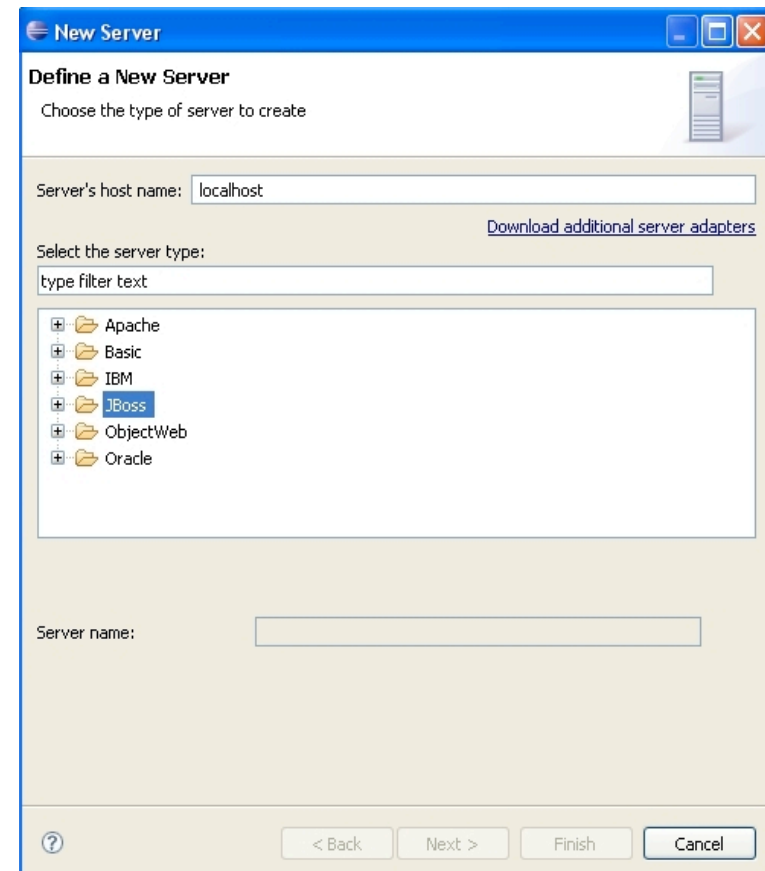 New Server
Define a New Server
Choose the type of server to create
Server's host name: localhost
Download additional server adapters
Select the server type:
type filter text
Apache
Basic
IBM
JBoss
ObjectWeb
Oracle
Server name:
< Back Next > Finish Cancel